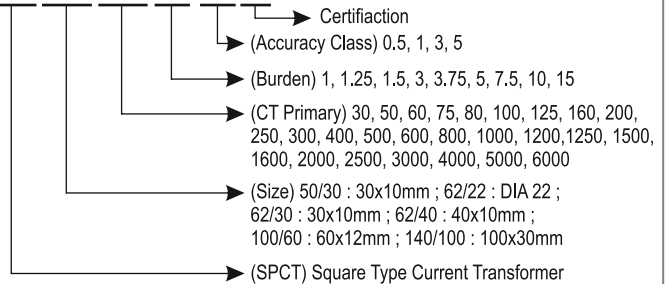 Certifiaction
(Accuracy Class) 0.5, 1, 3, 5
(Burden) 1, 1.25, 1.5, 3, 3.75, 5, 7.5, 10, 15
(CT Primary) 30, 50, 60, 75, 80, 100, 125, 160, 200,
250, 300, 400, 500, 600, 800, 1000, 1200,1250, 1500,
1600, 2000, 2500, 3000, 4000, 5000, 6000
(Size) 50/30 : 30x10mm ; 62/22 : DIA 22 ;
62/30 : 30x10mm ; 62/40 : 40x10mm ;
100/60 : 60x12mm ; 140/100 : 100x30mm
(SPCT) Square Type Current Transformer